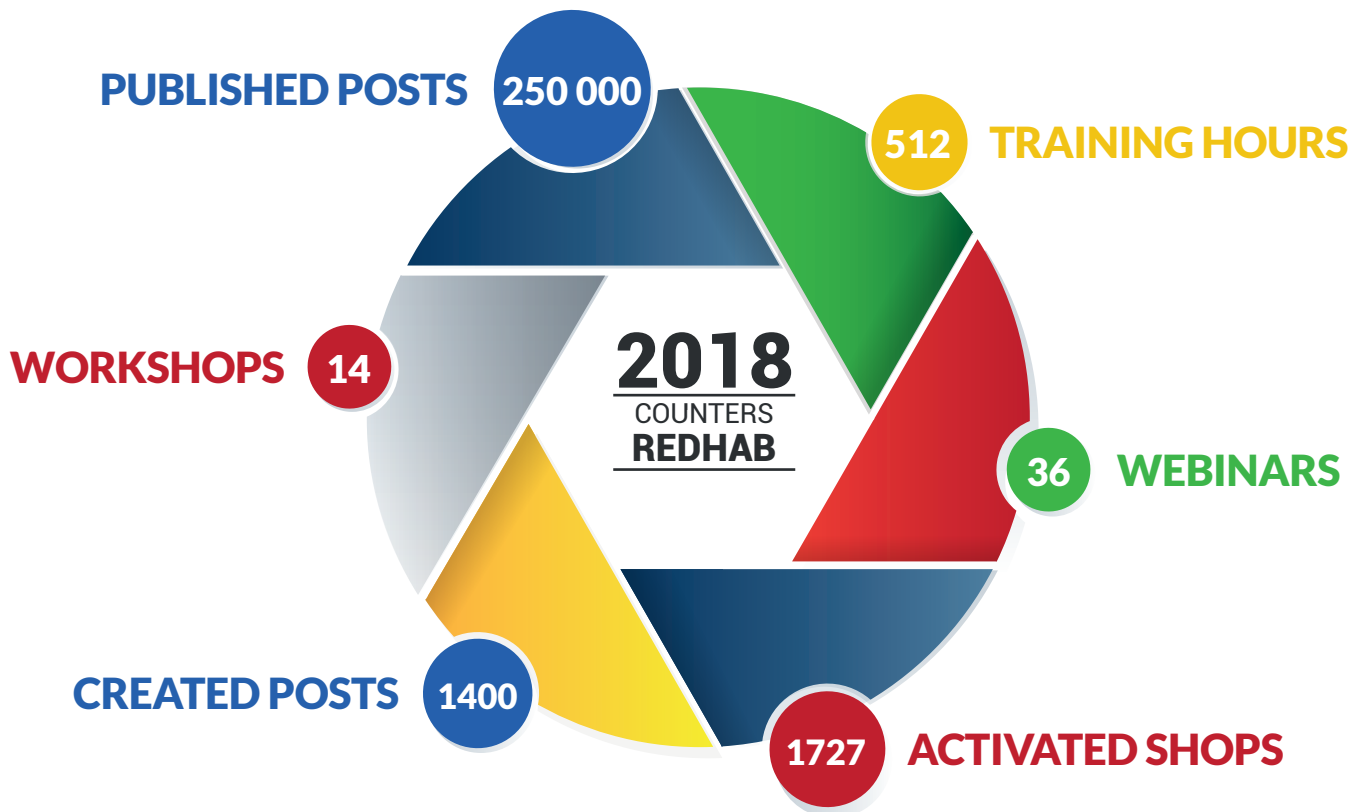 PUBLISHED POSTS
250 000
512
TRAINING HOURS
WORKSHOPS
14
2018
COUNTERS
REDHAB
36
WEBINARS
CREATED POSTS
1400
1727
ACTIVATED SHOPS